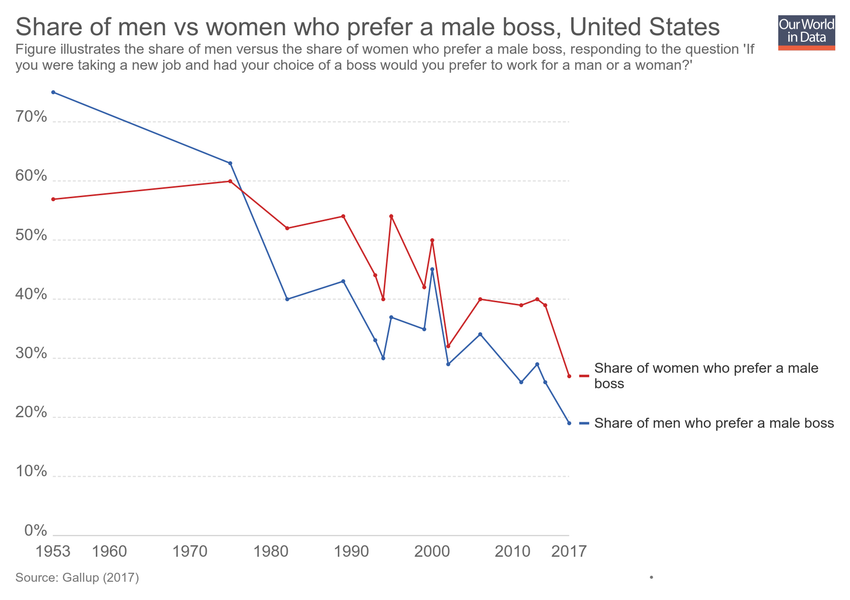 Share of men vs women who prefer a male boss, United States
Our World
in Data
Figure illustrates the share of men versus the share of women who prefer a male boss, responding to the question 'If
you were taking a new job and had your choice of a boss would you prefer to work for a man or a woman?'
70%
60%
50%
40%
30%
Share of women who prefer a male
boss
20%
Share of men who prefer a male boss
10%
0%
1953 1960 1970 1980 1990 2000 2010 2017
Source: Gallup (2017)